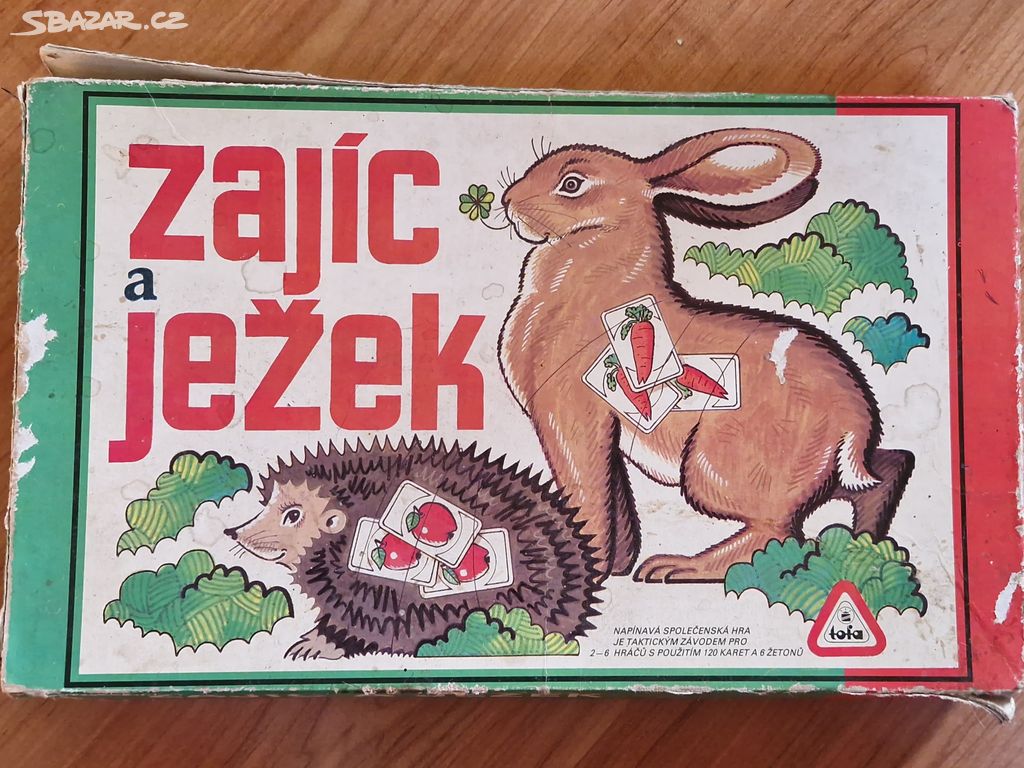 SBAZAR.CZ
zajíc
a
ježek
NAPÍNAVÁ SPOLEČENSKÁ HRA
JE TAKTICKÝM ZÁVODEM PRO
2–6 HRÁČŮ S POUŽITÍM 120 KARET A 6 ŽETONŮ
tofa